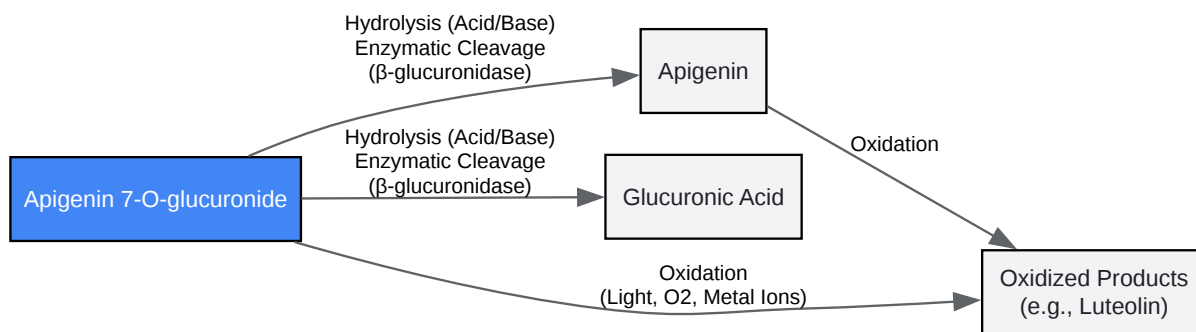 Hydrolysis (Acid/Base)
Enzymatic Cleavage
(β-glucuronidase)
Apigenin
Hydrolysis (Acid/Base)
Enzymatic Cleavage
(β-glucuronidase)
Oxidation
Apigenin 7-O-glucuronide
Glucuronic Acid
Oxidation
(Light, O2, Metal Ions)
Oxidized Products
(e.g., Luteolin)